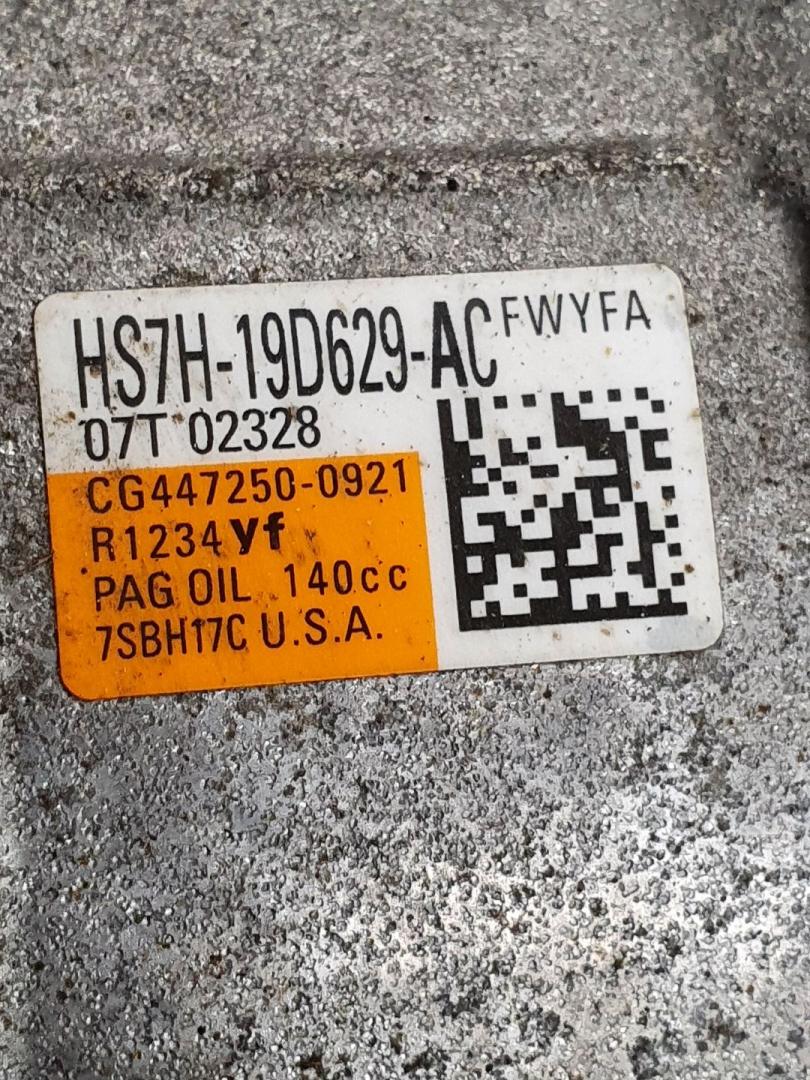 HS7H-19D629-AC FWYFA
07T 02328
CG447250-0921
R1234yf
PAG OIL 140cc
7SBH17C U.S.A.